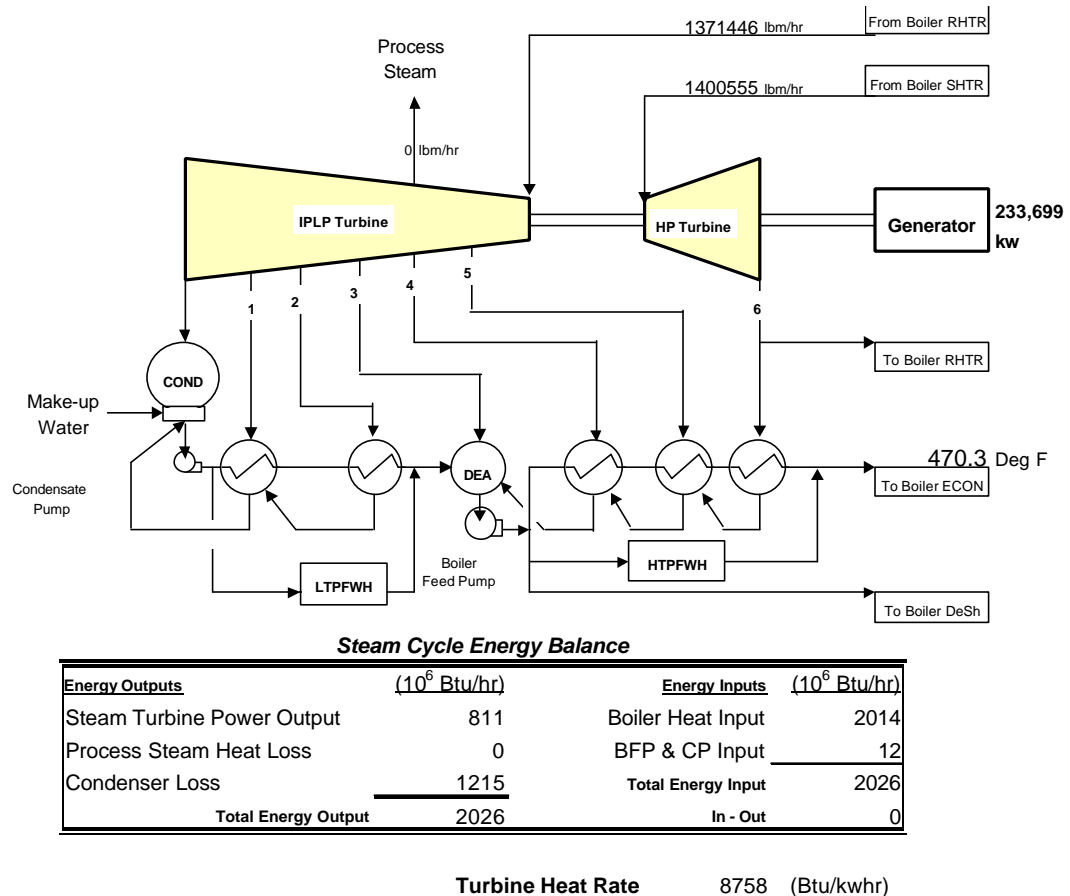 From Boiler RHTR
1371446 lbm/hr
Process
Steam
From Boiler SHTR
1400555 lbm/hr
0 lbm/hr
IPLP Turbine
HP Turbine
Generator
233,699
kw
1
2
3
4
5
6
To Boiler RHTR
COND
Make-up
Water
DEA
470.3 Deg F
To Boiler ECON
Condensate
Pump
Boiler
Feed Pump
LTPFWH
HTPFWH
To Boiler DeSh
Steam Cycle Energy Balance
Energy Outputs (10^6 Btu/hr) Energy Inputs (10^6 Btu/hr)
Steam Turbine Power Output 811 Boiler Heat Input 2014
Process Steam Heat Loss 0 BFP & CP Input 12
Condenser Loss 1215 Total Energy Input 2026
Total Energy Output 2026 In - Out 0
Turbine Heat Rate 8758 (Btu/kwhr)